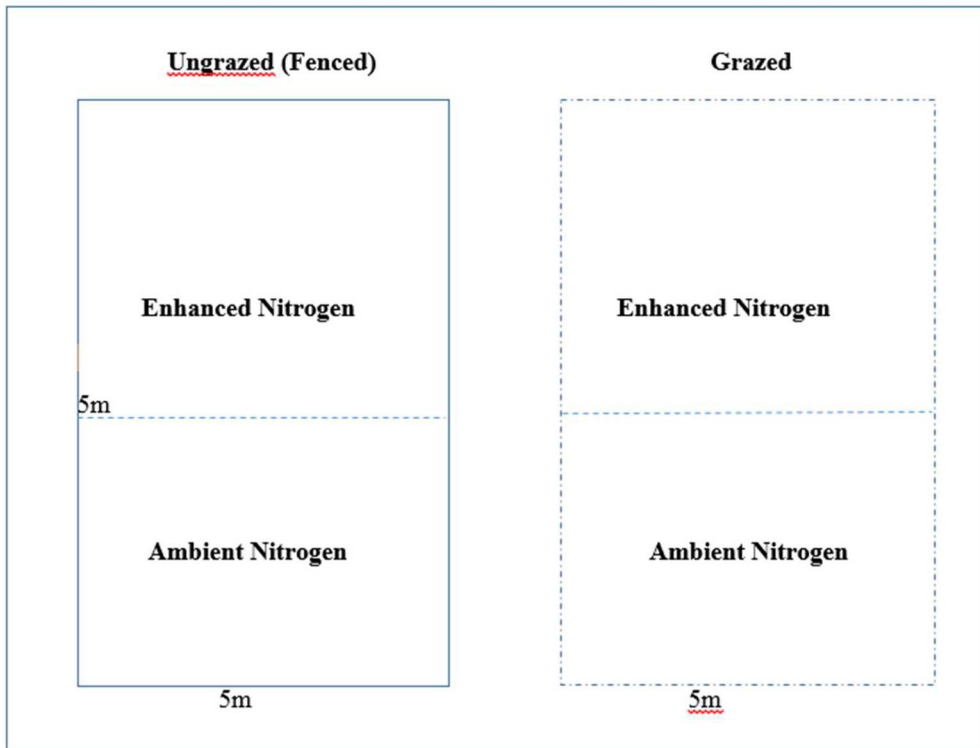 Ungrazed (Fenced)
Grazed
Enhanced Nitrogen
Enhanced Nitrogen
5m
Ambient Nitrogen
Ambient Nitrogen
5m
5m